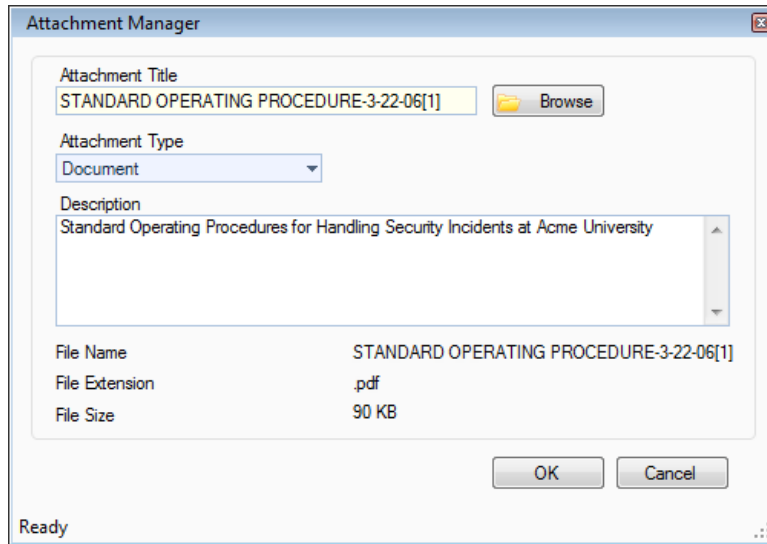 Attachment Manager
Attachment Title
STANDARD OPERATING PROCEDURE-3-22-06[1]
Browse
Attachment Type
Document
Description
Standard Operating Procedures for Handling Security Incidents at Acme University
File Name STANDARD OPERATING PROCEDURE-3-22-06[1]
File Extension .pdf
File Size 90 KB
OK Cancel
Ready